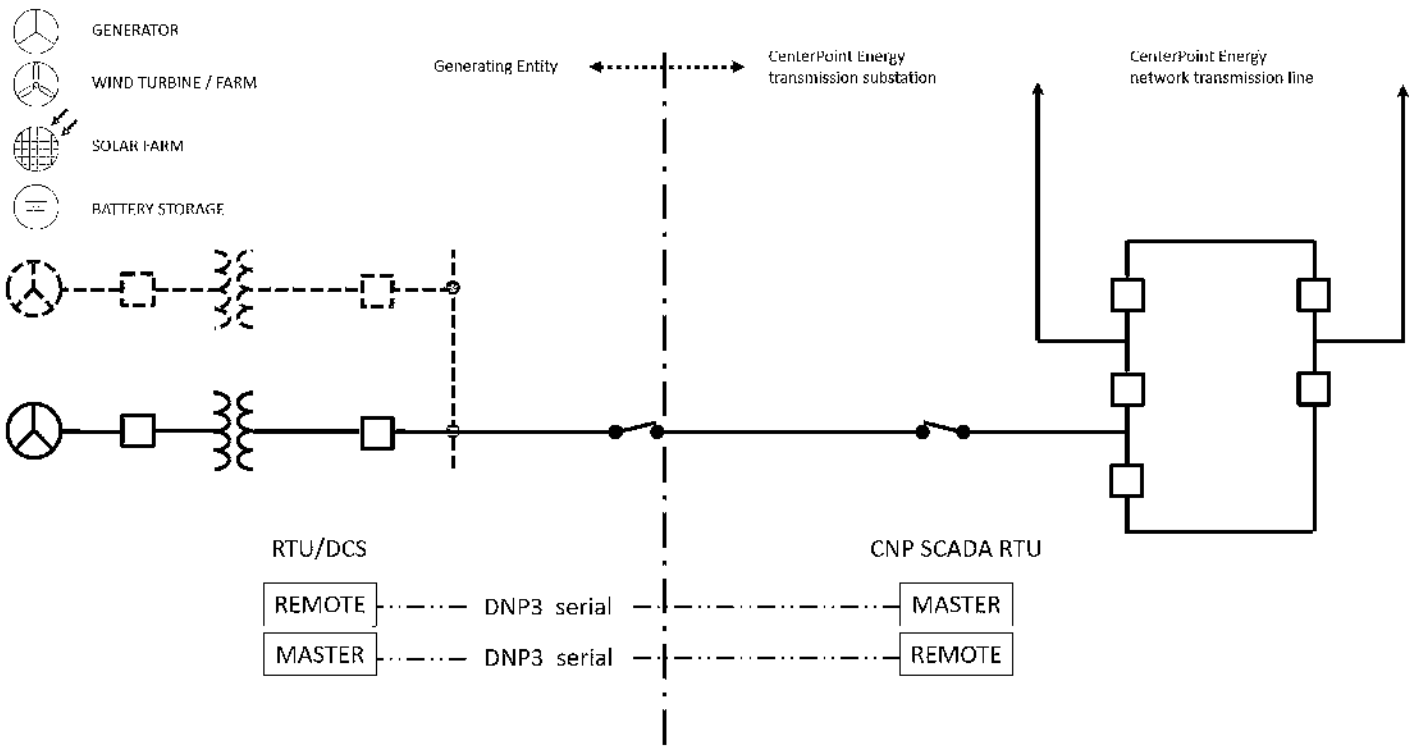 GENERATOR
WIND TURBINE / FARM
SOLAR FARM
BATTERY STORAGE
Generating Entity
CenterPoint Energy
transmission substation
CenterPoint Energy
network transmission line
RTU/DCS
CNP SCADA RTU
REMOTE
DNP3 serial
MASTER
MASTER
DNP3 serial
REMOTE